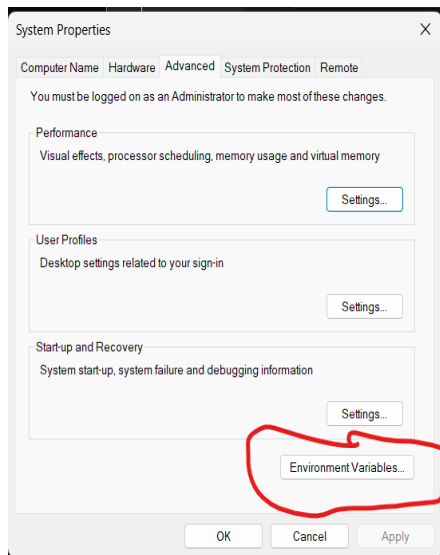 System Properties
Computer Name Hardware Advanced System Protection Remote
You must be logged on as an Administrator to make most of these changes.
Performance
Visual effects, processor scheduling, memory usage and virtual memory
Settings...
User Profiles
Desktop settings related to your sign-in
Settings...
Start-up and Recovery
System start-up, system failure and debugging information
Settings...
Environment Variables...
OK Cancel Apply